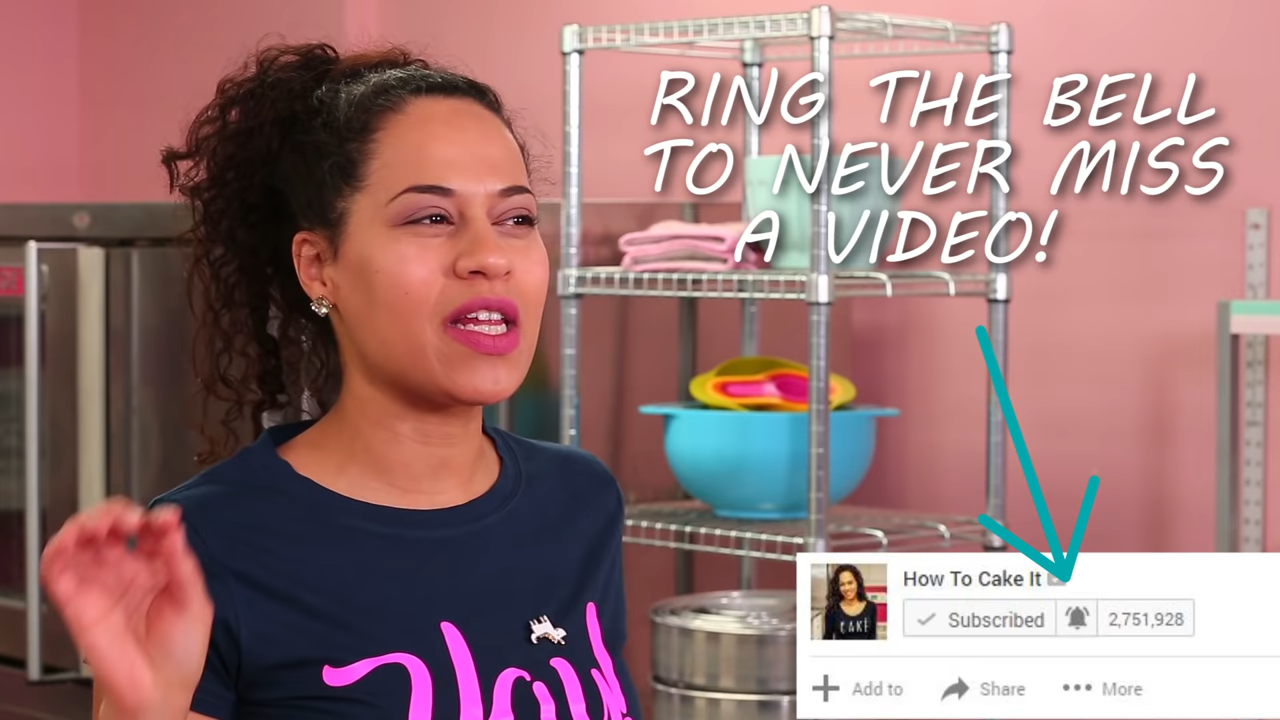 RING THE BELL
TO NEVER MISS
A VIDEO!
How To Cake It
Subscribed 2,751,928
CAKE
Add to Share More